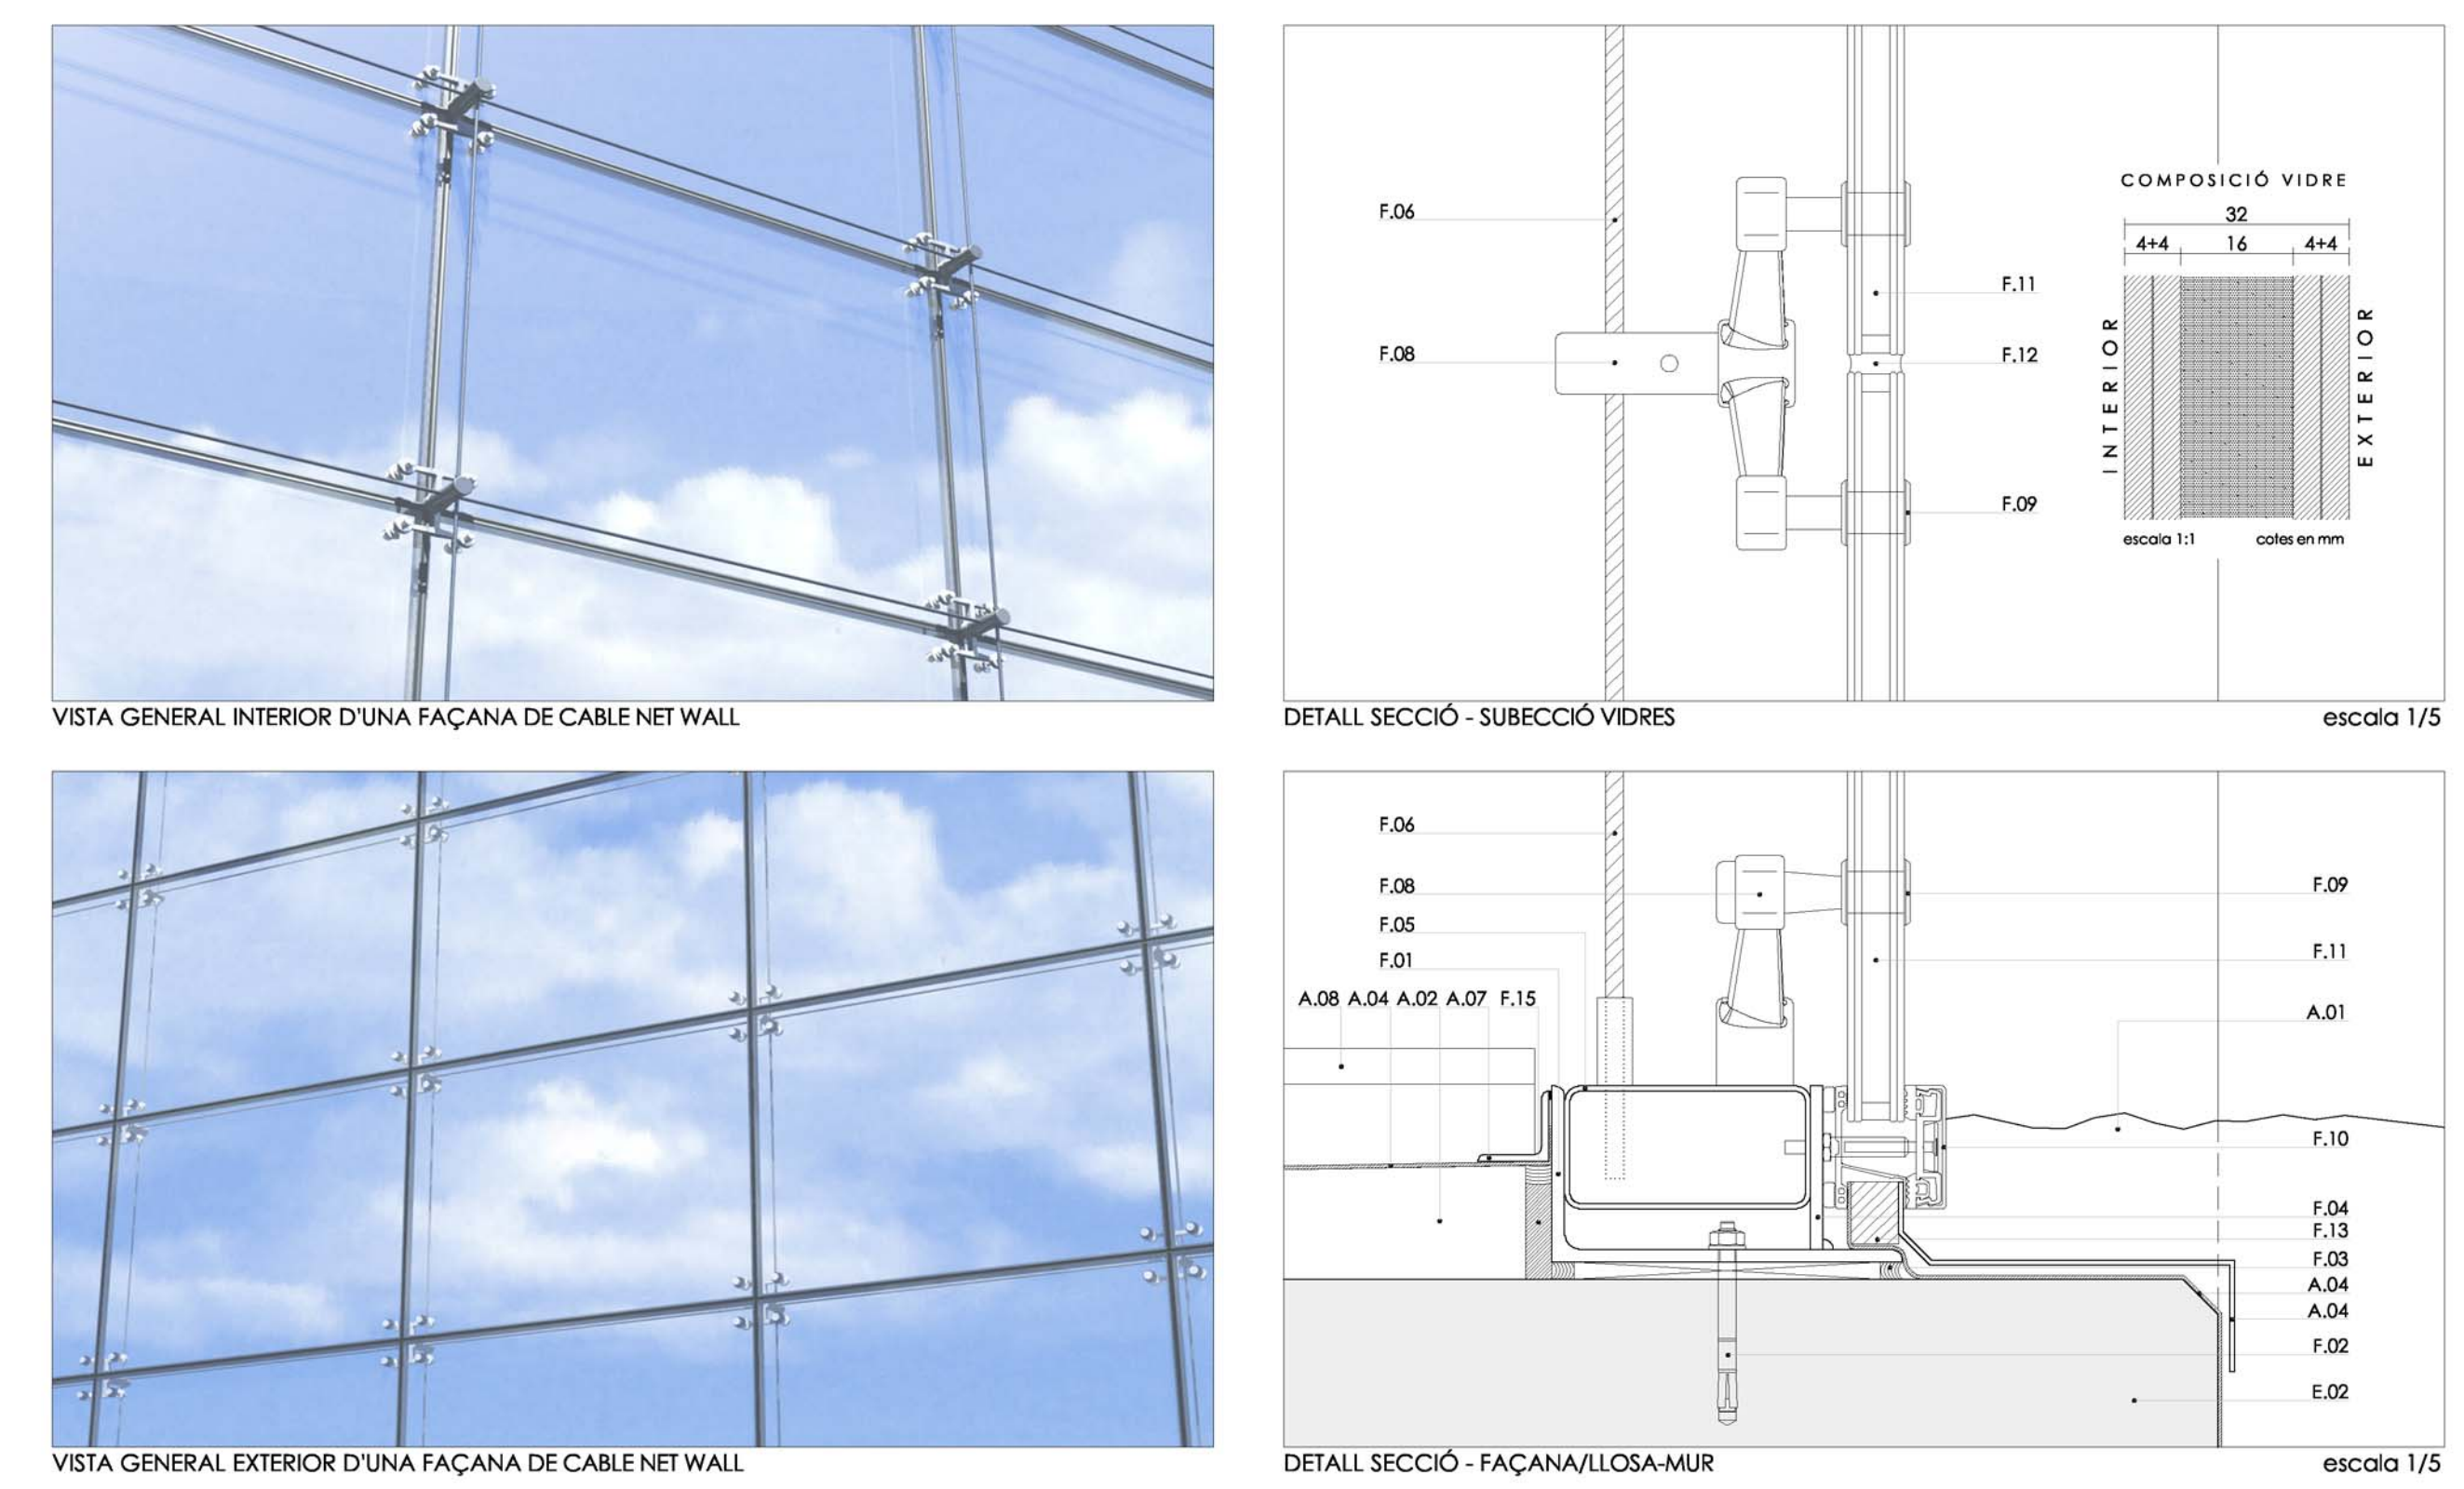 VISTA GENERAL INTERIOR D'UNA FAÇANA DE CABLE NET WALL
F.06
F.08
F.11
F.12
F.09
COMPOSICIÓ VIDRE
32
4+4 16 4+4
INTERIOR
EXTERIOR
escala 1:1 cotes en mm
DETALL SECCIÓ - SUBECCIÓ VIDRES escala 1/5
VISTA GENERAL EXTERIOR D'UNA FAÇANA DE CABLE NET WALL
F.06
F.08
F.05
F.01
A.08 A.04 A.02 A.07 F.15
F.09
F.11
A.01
F.10
F.04
F.13
F.03
A.04
A.04
F.02
E.02
DETALL SECCIÓ - FAÇANA/LLOSA-MUR escala 1/5